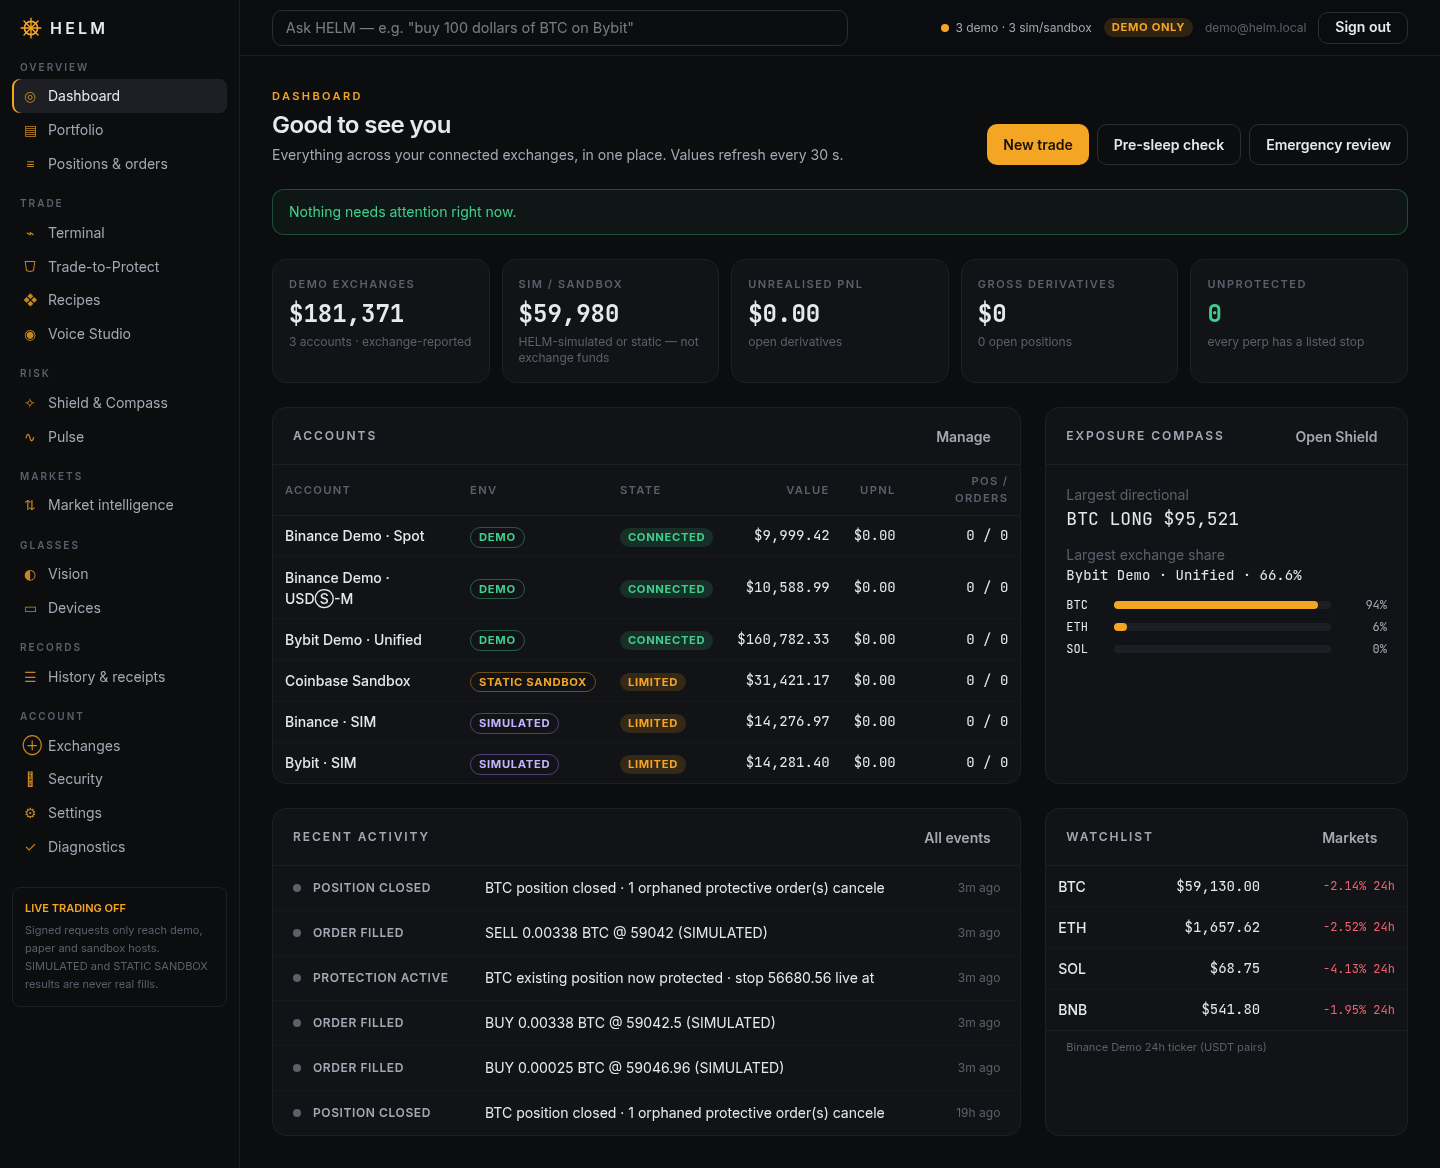 HELM
OVERVIEW
Dashboard
Portfolio
Positions & orders
TRADE
Terminal
Trade-to-Protect
Recipes
Voice Studio
RISK
Shield & Compass
Pulse
MARKETS
Market intelligence
GLASSES
Vision
Devices
RECORDS
History & receipts
ACCOUNT
Exchanges
Security
Settings
Diagnostics
LIVE TRADING OFF
Signed requests only reach demo,
paper and sandbox hosts.
SIMULATED and STATIC SANDBOX
results are never real fills.
Ask HELM — e.g. "buy 100 dollars of BTC on Bybit"
3 demo · 3 sim/sandbox DEMO ONLY demo@helm.local Sign out
DASHBOARD
Good to see you
Everything across your connected exchanges, in one place. Values refresh every 30 s.
New trade Pre-sleep check Emergency review
Nothing needs attention right now.
DEMO EXCHANGES
$181,371
3 accounts · exchange-reported
SIM / SANDBOX
$59,980
HELM-simulated or static — not
exchange funds
UNREALISED PNL
$0.00
open derivatives
GROSS DERIVATIVES
$0
0 open positions
UNPROTECTED
0
every perp has a listed stop
ACCOUNTS Manage
ACCOUNT ENV STATE VALUE UPNL POS /
ORDERS
Binance Demo · Spot DEMO CONNECTED $9,999.42 $0.00 0 / 0
Binance Demo ·
USDⓈ-M DEMO CONNECTED $10,588.99 $0.00 0 / 0
Bybit Demo · Unified DEMO CONNECTED $160,782.33 $0.00 0 / 0
Coinbase Sandbox STATIC SANDBOX LIMITED $31,421.17 $0.00 0 / 0
Binance · SIM SIMULATED LIMITED $14,276.97 $0.00 0 / 0
Bybit · SIM SIMULATED LIMITED $14,281.40 $0.00 0 / 0
EXPOSURE COMPASS Open Shield
Largest directional
BTC LONG $95,521
Largest exchange share
Bybit Demo · Unified · 66.6%
BTC 94%
ETH 6%
SOL 0%
RECENT ACTIVITY All events
POSITION CLOSED BTC position closed · 1 orphaned protective order(s) cancele 3m ago
ORDER FILLED SELL 0.00338 BTC @ 59042 (SIMULATED) 3m ago
PROTECTION ACTIVE BTC existing position now protected · stop 56680.56 live at 3m ago
ORDER FILLED BUY 0.00338 BTC @ 59042.5 (SIMULATED) 3m ago
ORDER FILLED BUY 0.00025 BTC @ 59046.96 (SIMULATED) 3m ago
POSITION CLOSED BTC position closed · 1 orphaned protective order(s) cancele 19h ago
WATCHLIST Markets
BTC $59,130.00 -2.14% 24h
ETH $1,657.62 -2.52% 24h
SOL $68.75 -4.13% 24h
BNB $541.80 -1.95% 24h
Binance Demo 24h ticker (USDT pairs)